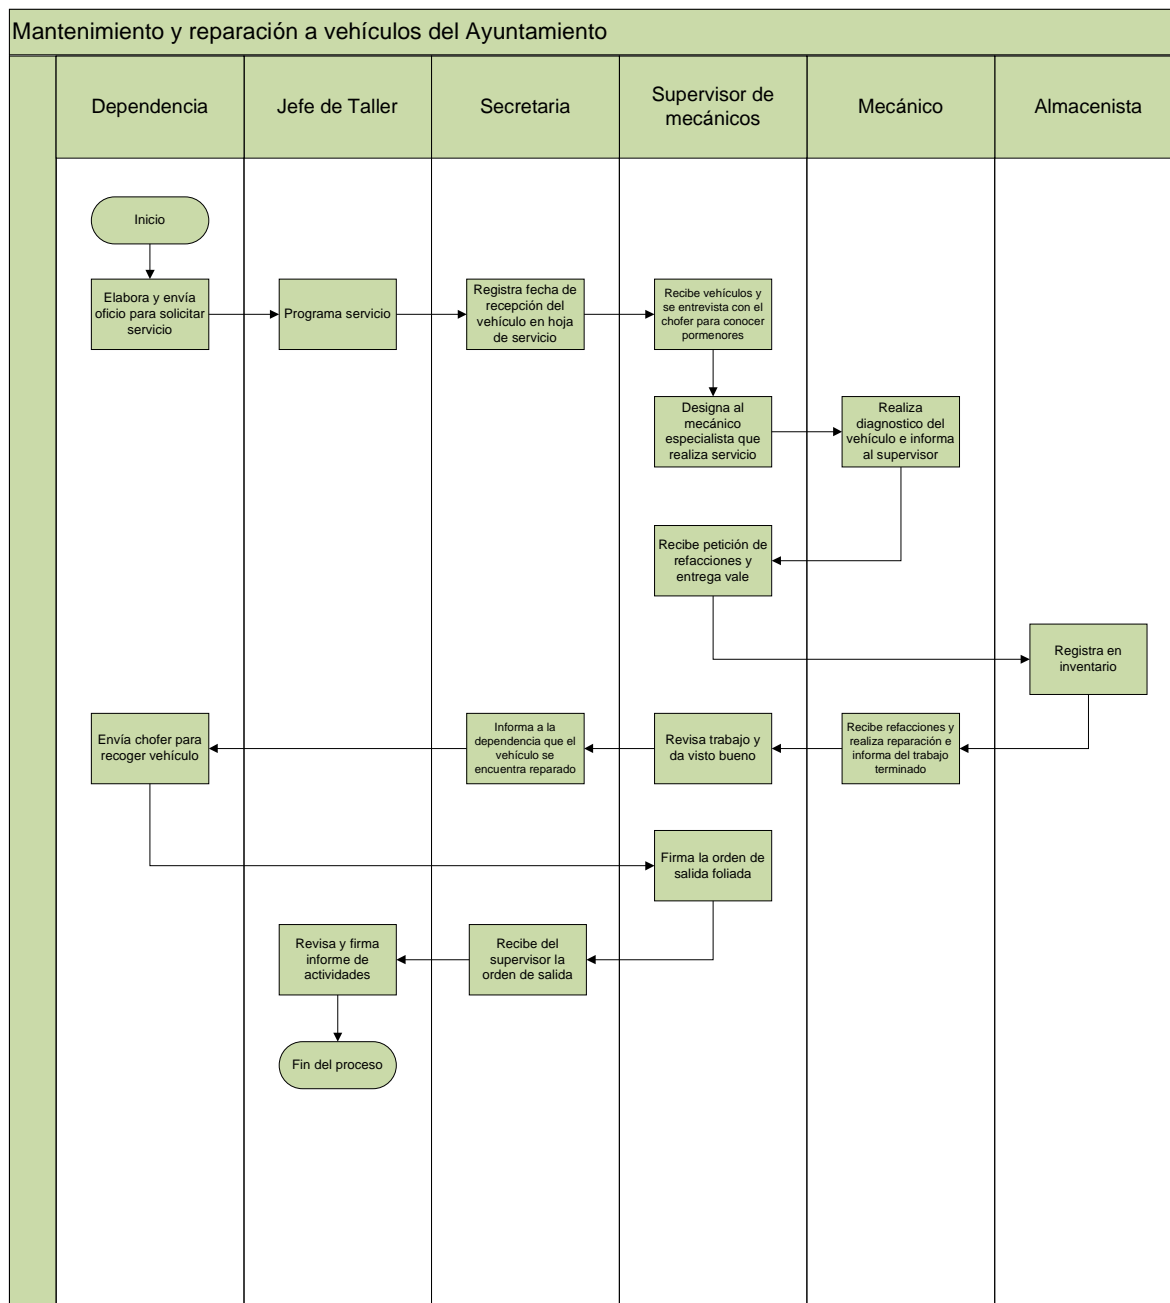 Mantenimiento y reparación a vehículos del Ayuntamiento
Dependencia
Jefe de Taller
Secretaria
Supervisor de
mecánicos
Mecánico
Almacenista
Inicio
Elabora y envía
oficio para solicitar
servicio
Programa servicio
Registra fecha de
recepción del
vehículo en hoja
de servicio
Recibe vehículos y
se entrevista con el
chofer para conocer
pormenores
Designa al
mecánico
especialista que
realiza servicio
Realiza
diagnostico del
vehículo e informa
al supervisor
Recibe petición de
refacciones y
entrega vale
Registra en
inventario
Envía chofer para
recoger vehículo
Informa a la
dependencia que el
vehículo se
encuentra reparado
Revisa trabajo y
da visto bueno
Recibe refacciones y
realiza reparación e
informa del trabajo
terminado
Firma la orden de
salida foliada
Revisa y firma
informe de
actividades
Recibe del
supervisor la
orden de salida
Fin del proceso